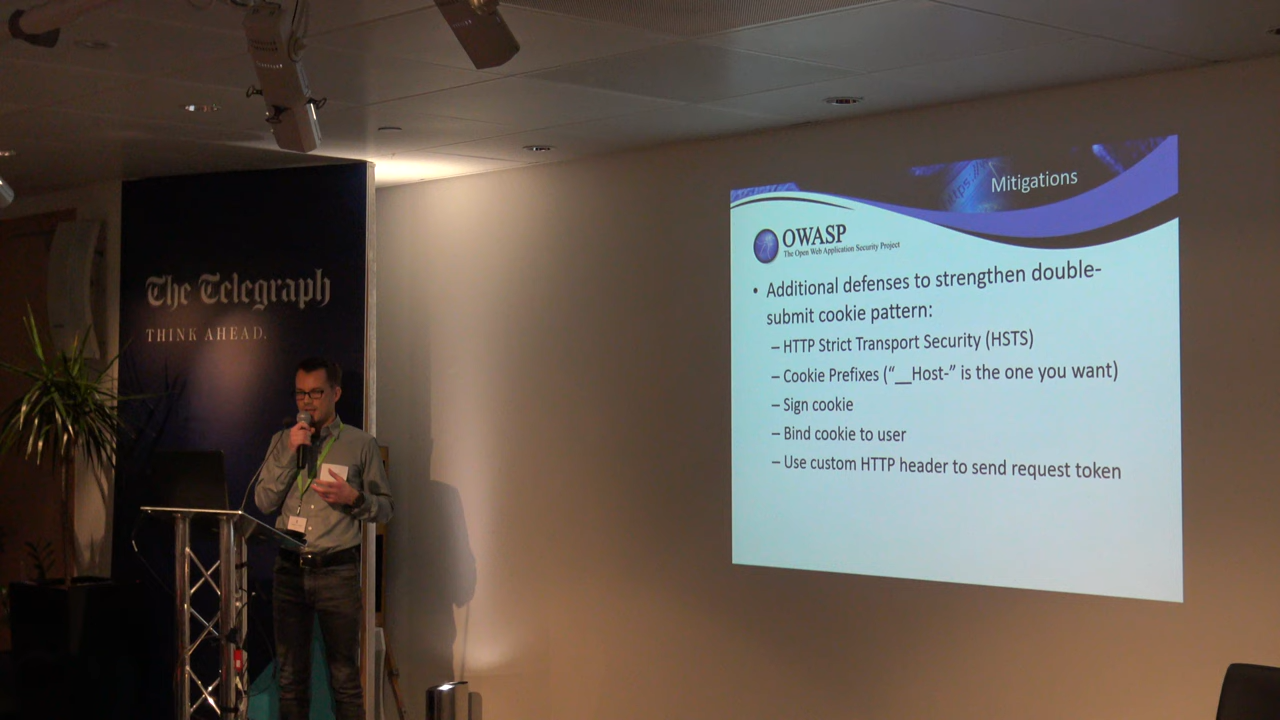 The Telegraph
THINK AHEAD.
Mitigations
https://
OWASP
The Open Web Application Security Project
• Additional defenses to strengthen double-
submit cookie pattern:
– HTTP Strict Transport Security (HSTS)
– Cookie Prefixes (“__Host-” is the one you want)
– Sign cookie
– Bind cookie to user
– Use custom HTTP header to send request token